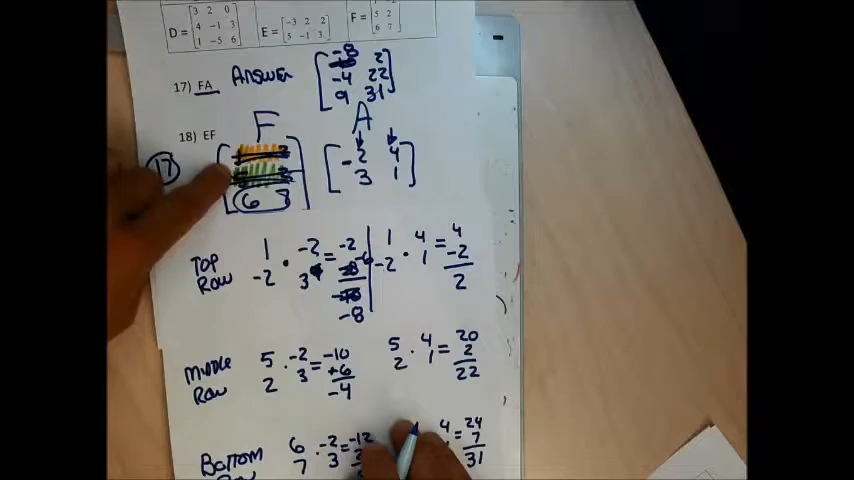 D = [3 2 0 E = [-3 2 2 F = [
4 -1 3 5 -1 3] 5 2
1 -5 6] 6 7]
17) FA ANSWER [-8 2
-4 22
9 31]
F A
18) EF
17 [ -2 4
3 1 ]
6 8
TOP ROW 1 · -2 = -2 1 · 4 = 4
-2 3 -6 -2 1 -2
-8 2
MIDDLE ROW 5 · -2 = -10 5 · 4 = 20
2 3 +6 2 1 2
-4 22
BOTTOM 6 · -2 = -12 4 = 24
7 3 7
31